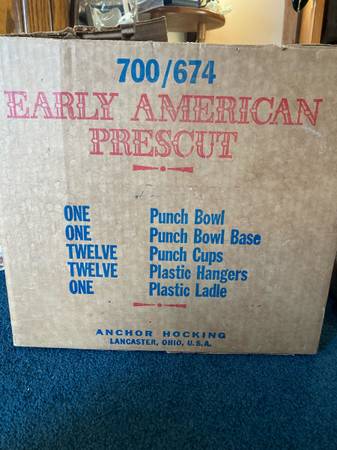 700/674
EARLY AMERICAN
PRESCUT
ONE Punch Bowl
ONE Punch Bowl Base
TWELVE Punch Cups
TWELVE Plastic Hangers
ONE Plastic Ladle
ANCHOR HOCKING
LANCASTER, OHIO, U.S.A.